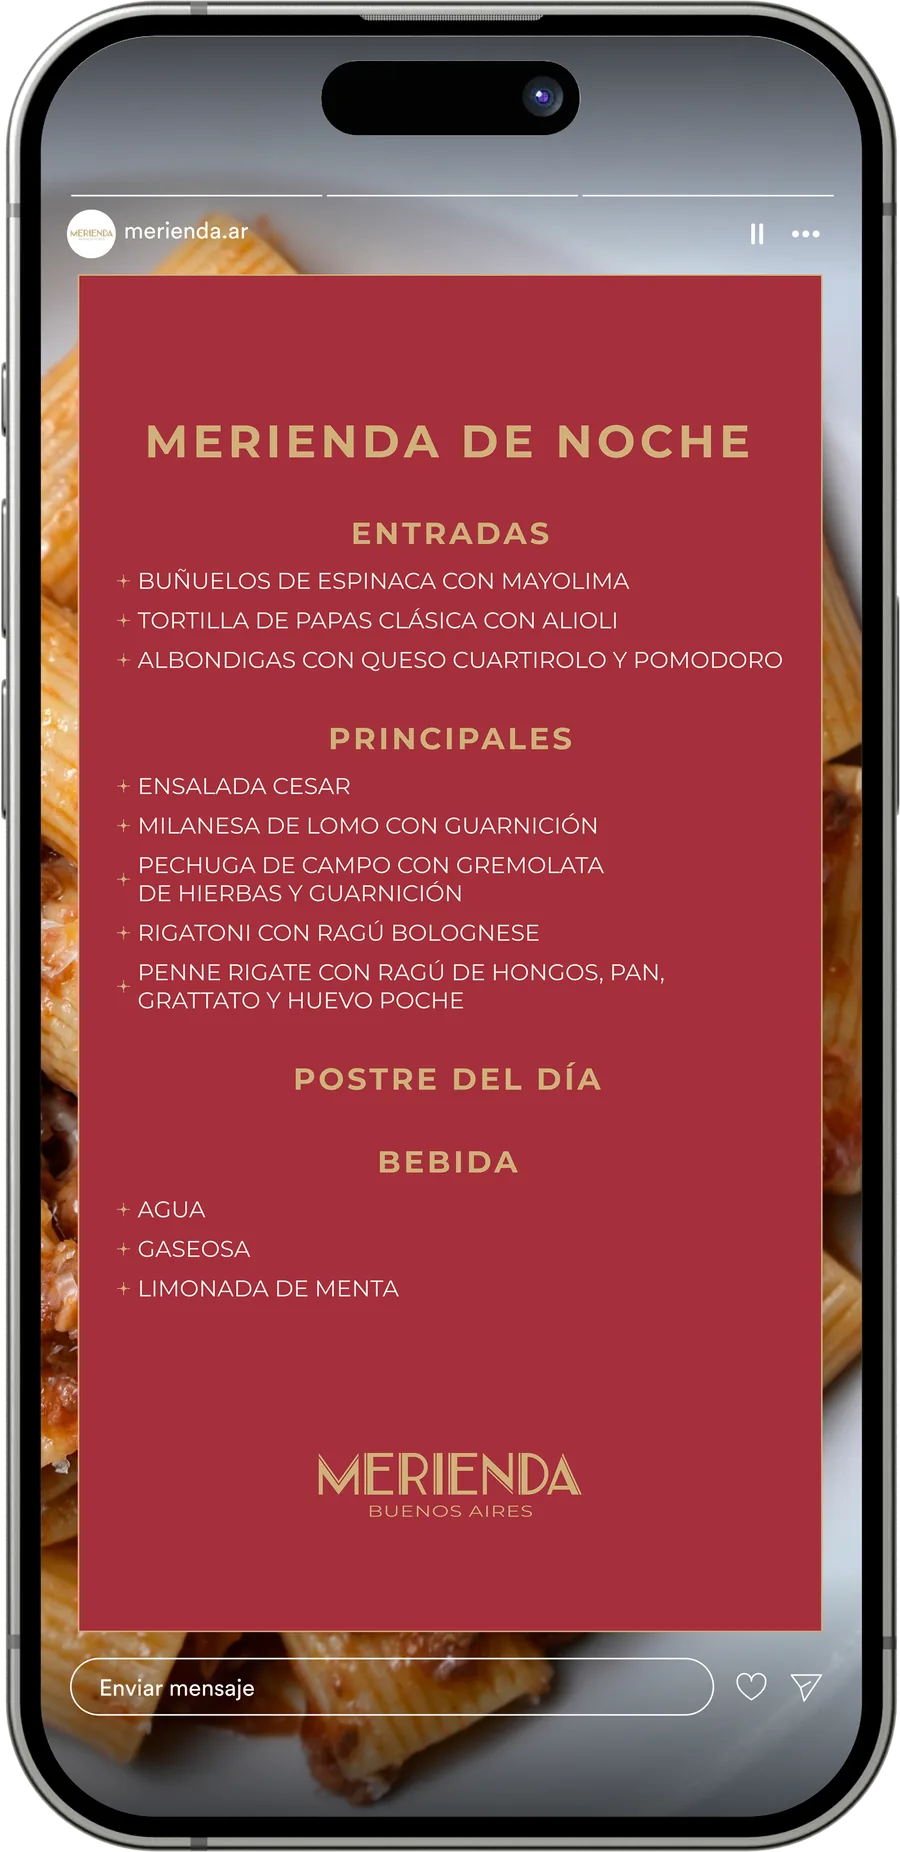 MERIENDA
merienda.ar
MERIENDA DE NOCHE
ENTRADAS
BUÑUELOS DE ESPINACA CON MAYOLIMA
TORTILLA DE PAPAS CLÁSICA CON ALIOLI
ALBONDIGAS CON QUESO CUARTIROLO Y POMODORO
PRINCIPALES
ENSALADA CESAR
MILANESA DE LOMO CON GUARNICIÓN
PECHUGA DE CAMPO CON GREMOLATA
DE HIERBAS Y GUARNICIÓN
RIGATONI CON RAGÚ BOLOGNESE
PENNE RIGATE CON RAGÚ DE HONGOS, PAN,
GRATTATO Y HUEVO POCHE
POSTRE DEL DÍA
BEBIDA
AGUA
GASEOSA
LIMONADA DE MENTA
MERIENDA
BUENOS AIRES
Enviar mensaje